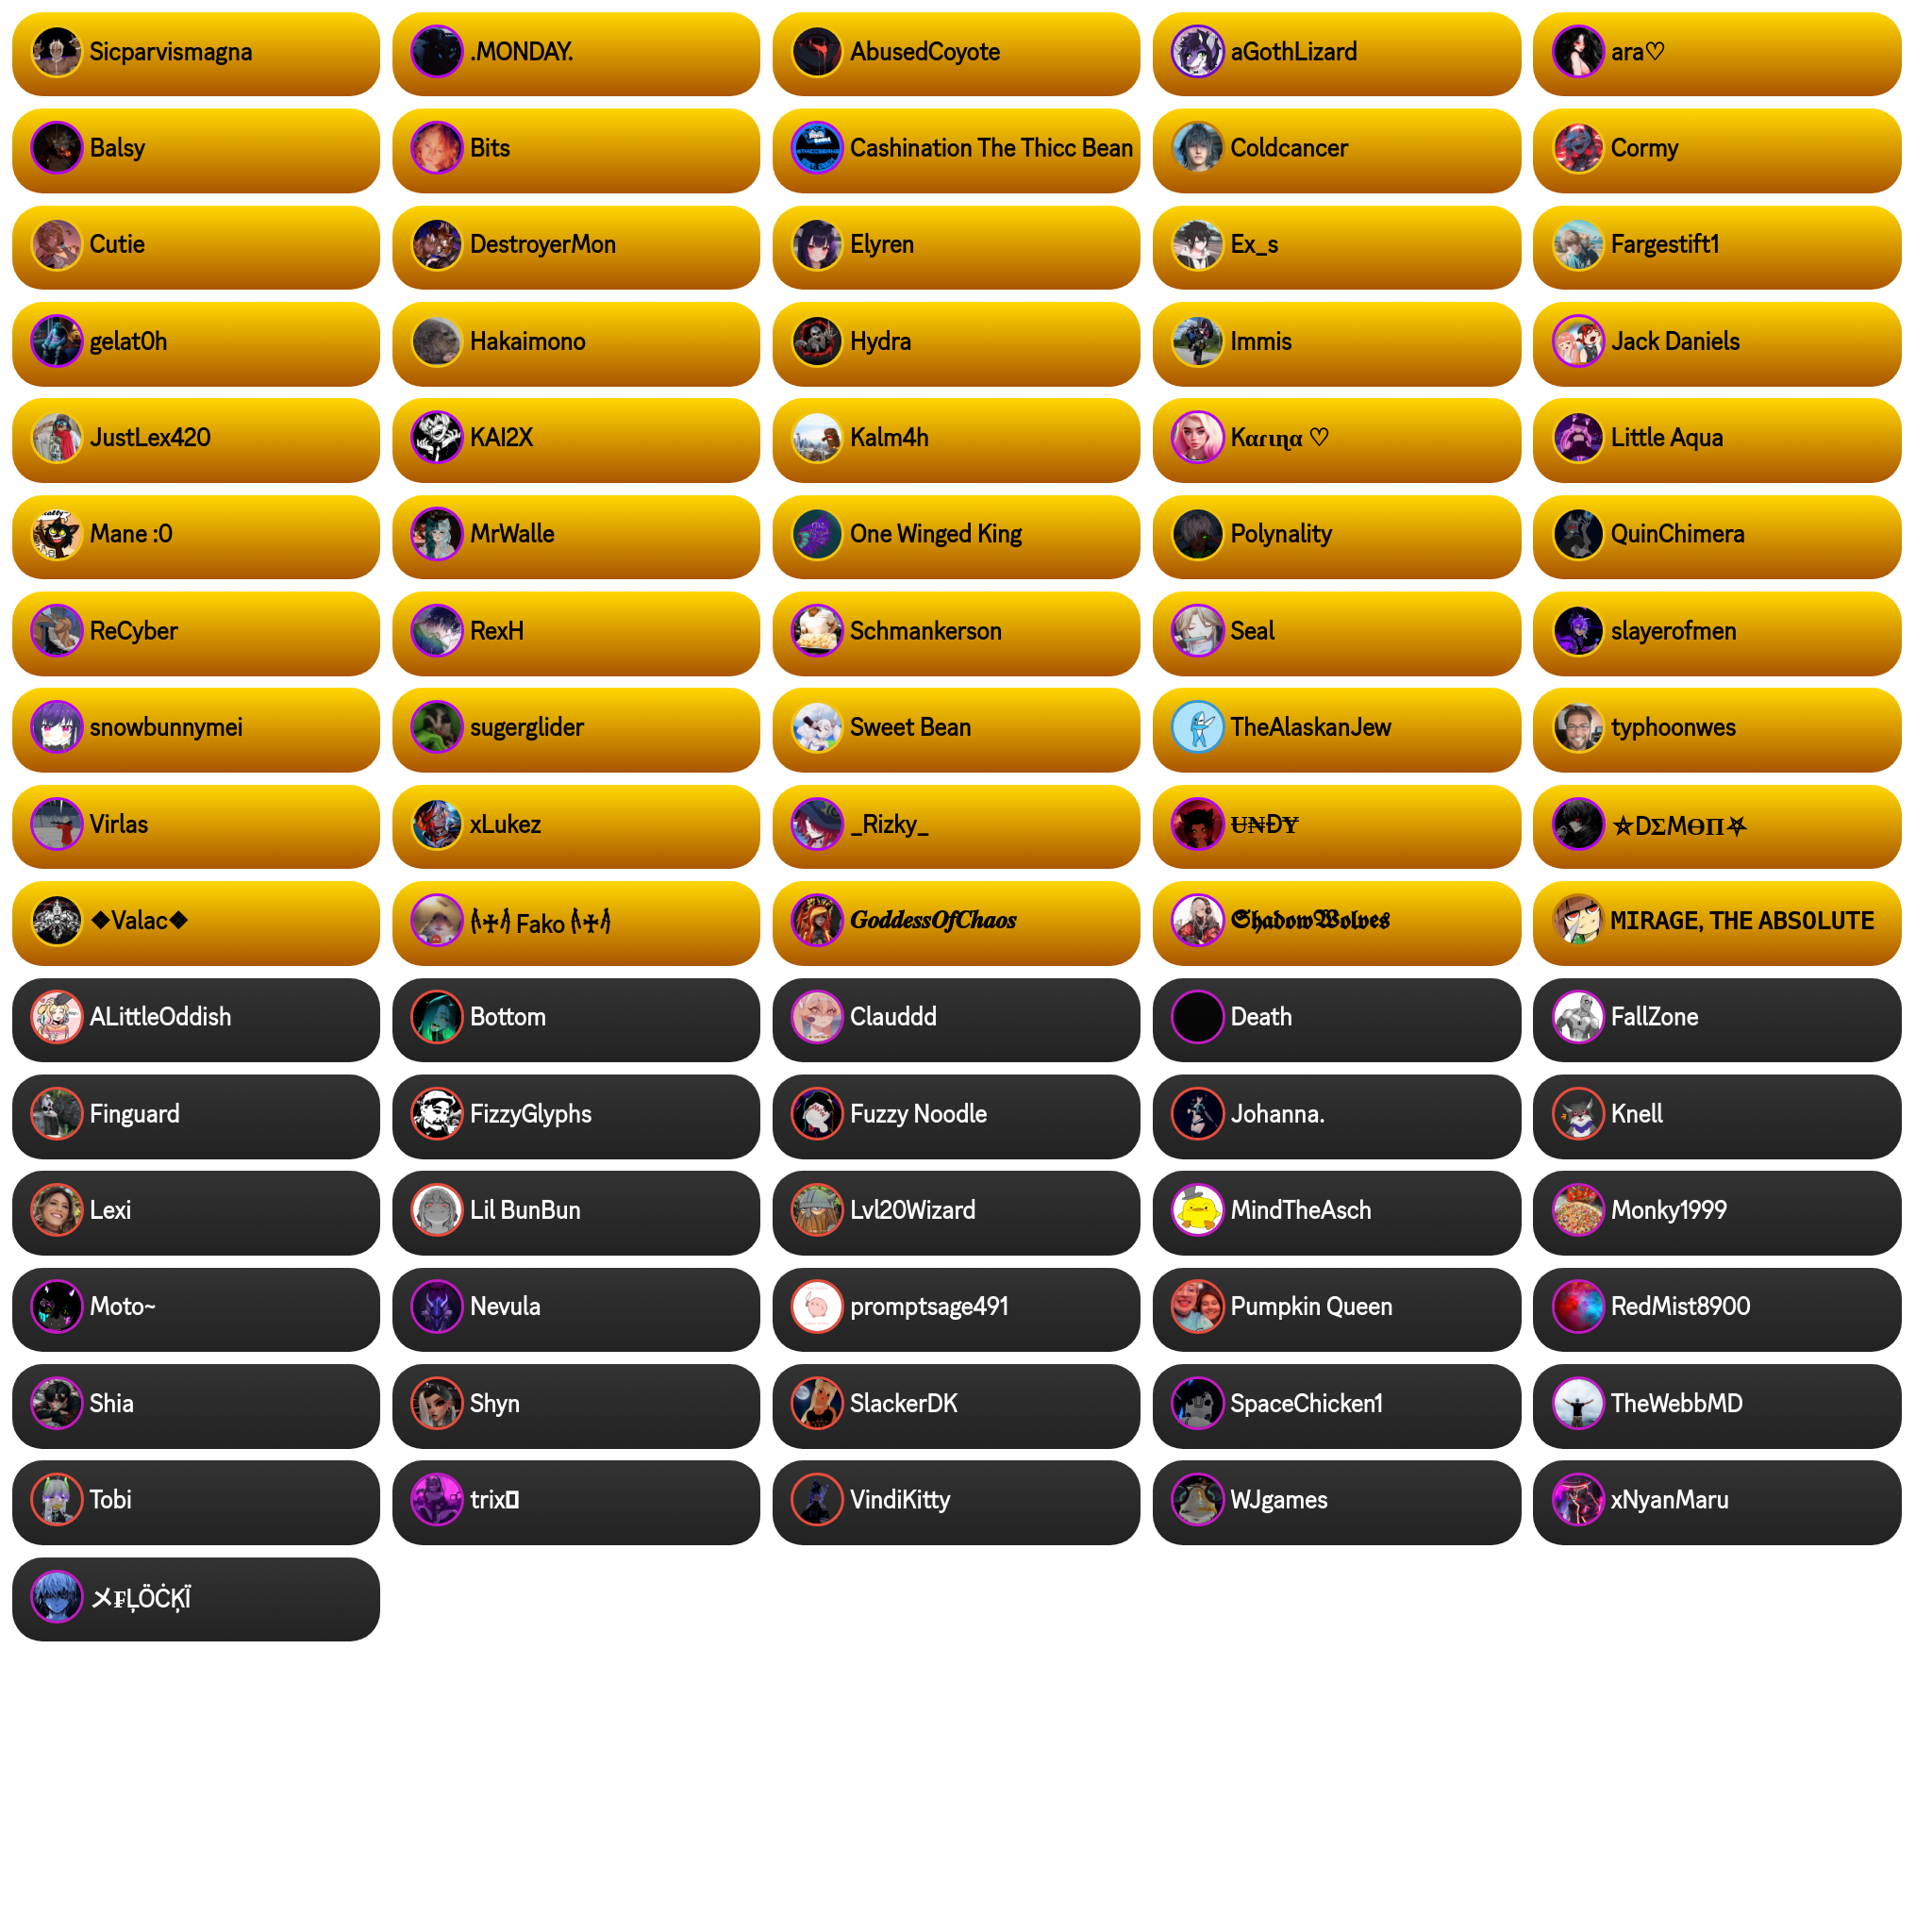 Sicparvismagna
.MONDAY.
AbusedCoyote
aGothLizard
ara♡
Balsy
Bits
Cashination The Thicc Bean
Coldcancer
Cormy
Cutie
DestroyerMon
Elyren
Ex_s
Fargestift1
gelat0h
Hakaimono
Hydra
Immis
Jack Daniels
JustLex420
KAI2X
Kalm4h
Kαɾιɳα ♡
Little Aqua
Mane :0
MrWalle
One Winged King
Polynality
QuinChimera
ReCyber
RexH
Schmankerson
Seal
slayerofmen
snowbunnymei
sugerglider
Sweet Bean
TheAlaskanJew
typhoonwes
Virlas
xLukez
_Rizky_
U̶N̶ĐY̶
⛤DΣMӨП⛧
❖Valac❖
Fako
𝑮𝒐𝒅𝒅𝒆𝒔𝒔𝑶𝒇𝑪𝒉𝒂𝒐𝒔
𝕾𝖍𝖆𝖉𝖔𝖜𝖂𝖔𝖑𝖛𝖊𝖘
MIRAGE, THE ABSOLUTE
ALittleOddish
Bottom
Clauddd
Death
FallZone
Finguard
FizzyGlyphs
Fuzzy Noodle
Johanna.
Knell
Lexi
Lil BunBun
Lvl20Wizard
MindTheAsch
Monky1999
Moto~
Nevula
promptsage491
Pumpkin Queen
RedMist8900
Shia
Shyn
SlackerDK
SpaceChicken1
TheWebbMD
Tobi
trix
VindiKitty
WJgames
xNyanMaru
メ₣ĻÖĊĶÏ